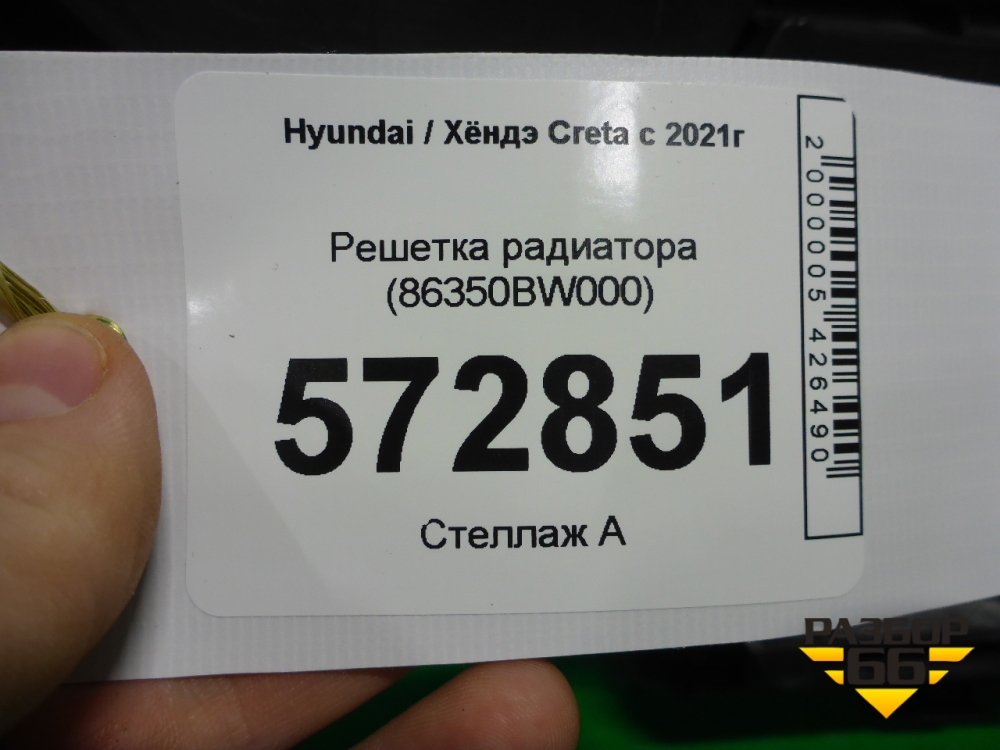 Hyundai / Хёндэ Creta с 2021г
Решетка радиатора
(86350BW000)
572851
Стеллаж А
2000005426490
РАЗБОР
66